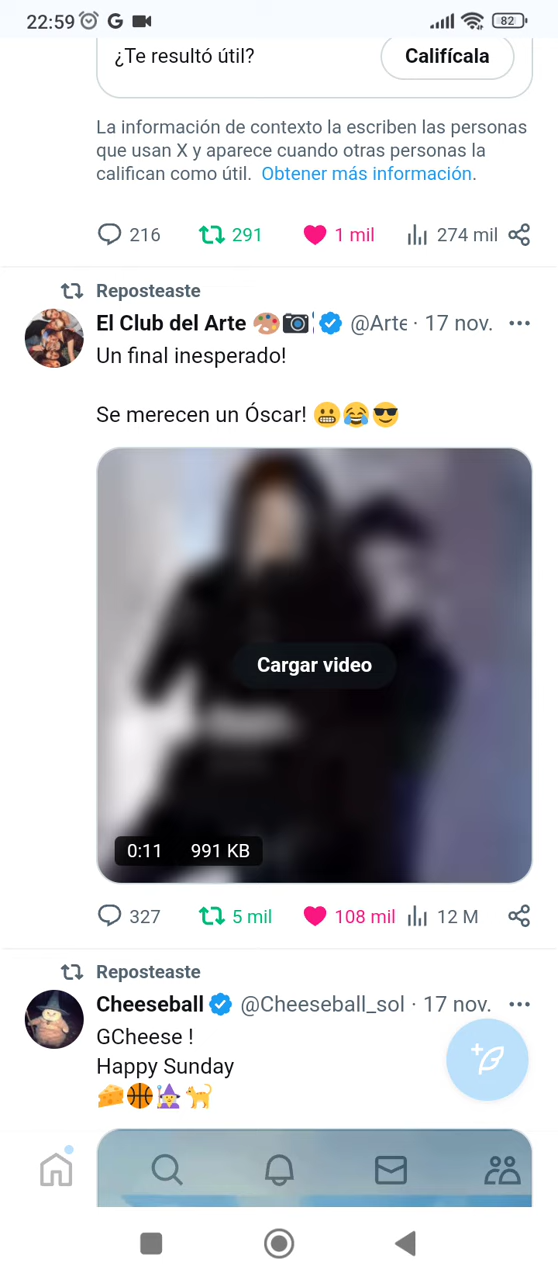 22:59 G 82
¿Te resultó útil? Califícala
La información de contexto la escriben las personas
que usan X y aparece cuando otras personas la
califican como útil. Obtener más información.
216 291 1 mil 274 mil
Reposteaste
El Club del Arte 🎨📷 @Arte · 17 nov.
Un final inesperado!
Se merecen un Óscar! 😬😂😎
Cargar video
0:11 991 KB
327 5 mil 108 mil 12 M
Reposteaste
Cheeseball @Cheeseball_sol · 17 nov.
GCheese !
Happy Sunday
🧀🏀🧙‍♀️🐈